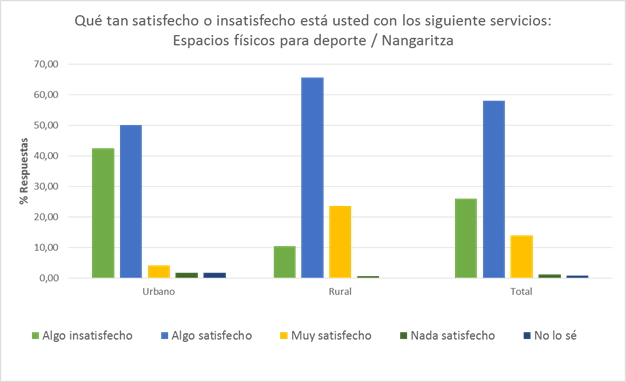 Qué tan satisfecho o insatisfecho está usted con los siguiente servicios:
Espacios físicos para deporte / Nangaritza
% Respuestas
70,00
60,00
50,00
40,00
30,00
20,00
10,00
0,00
Urbano
Rural
Total
Algo insatisfecho
Algo satisfecho
Muy satisfecho
Nada satisfecho
No lo sé